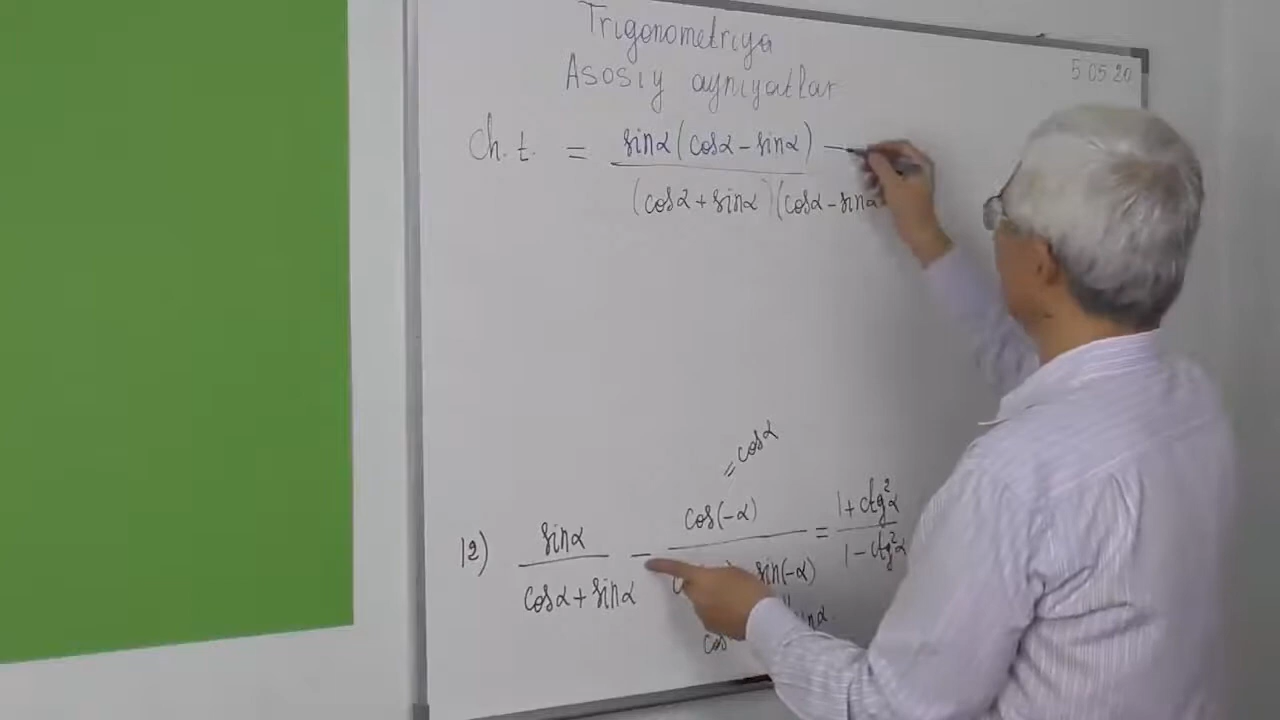 Trigonometriya
5 05 20
Asosiy ayniyatlar
Ch. t. = sinα(cosα - sinα) -
(cosα + sinα)(cosα - sinα
= cosα
12) sinα / cosα + sinα - cos(-α) / sin(-α) = 1 + ctg²α / 1 - ctg²α